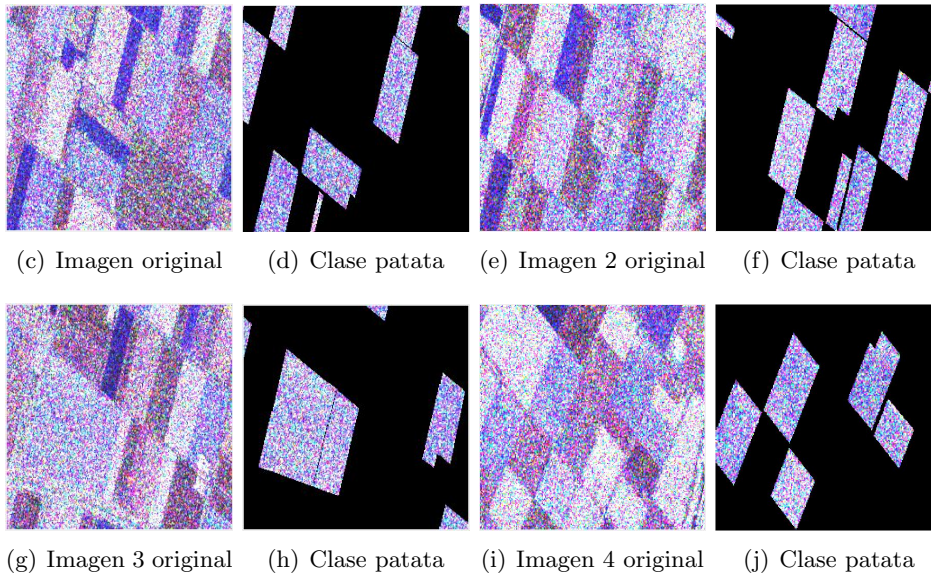 (c) Imagen original
(d) Clase patata
(e) Imagen 2 original
(f) Clase patata
(g) Imagen 3 original
(h) Clase patata
(i) Imagen 4 original
(j) Clase patata